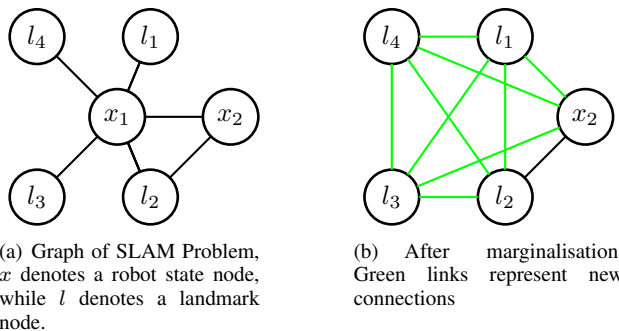 l₄ l₁
x₁ x₂
l₃ l₂
l₄ l₁
x₂
l₃ l₂
(a) Graph of SLAM Problem,
x denotes a robot state node,
while l denotes a landmark
node.
(b) After marginalisation
Green links represent new
connections